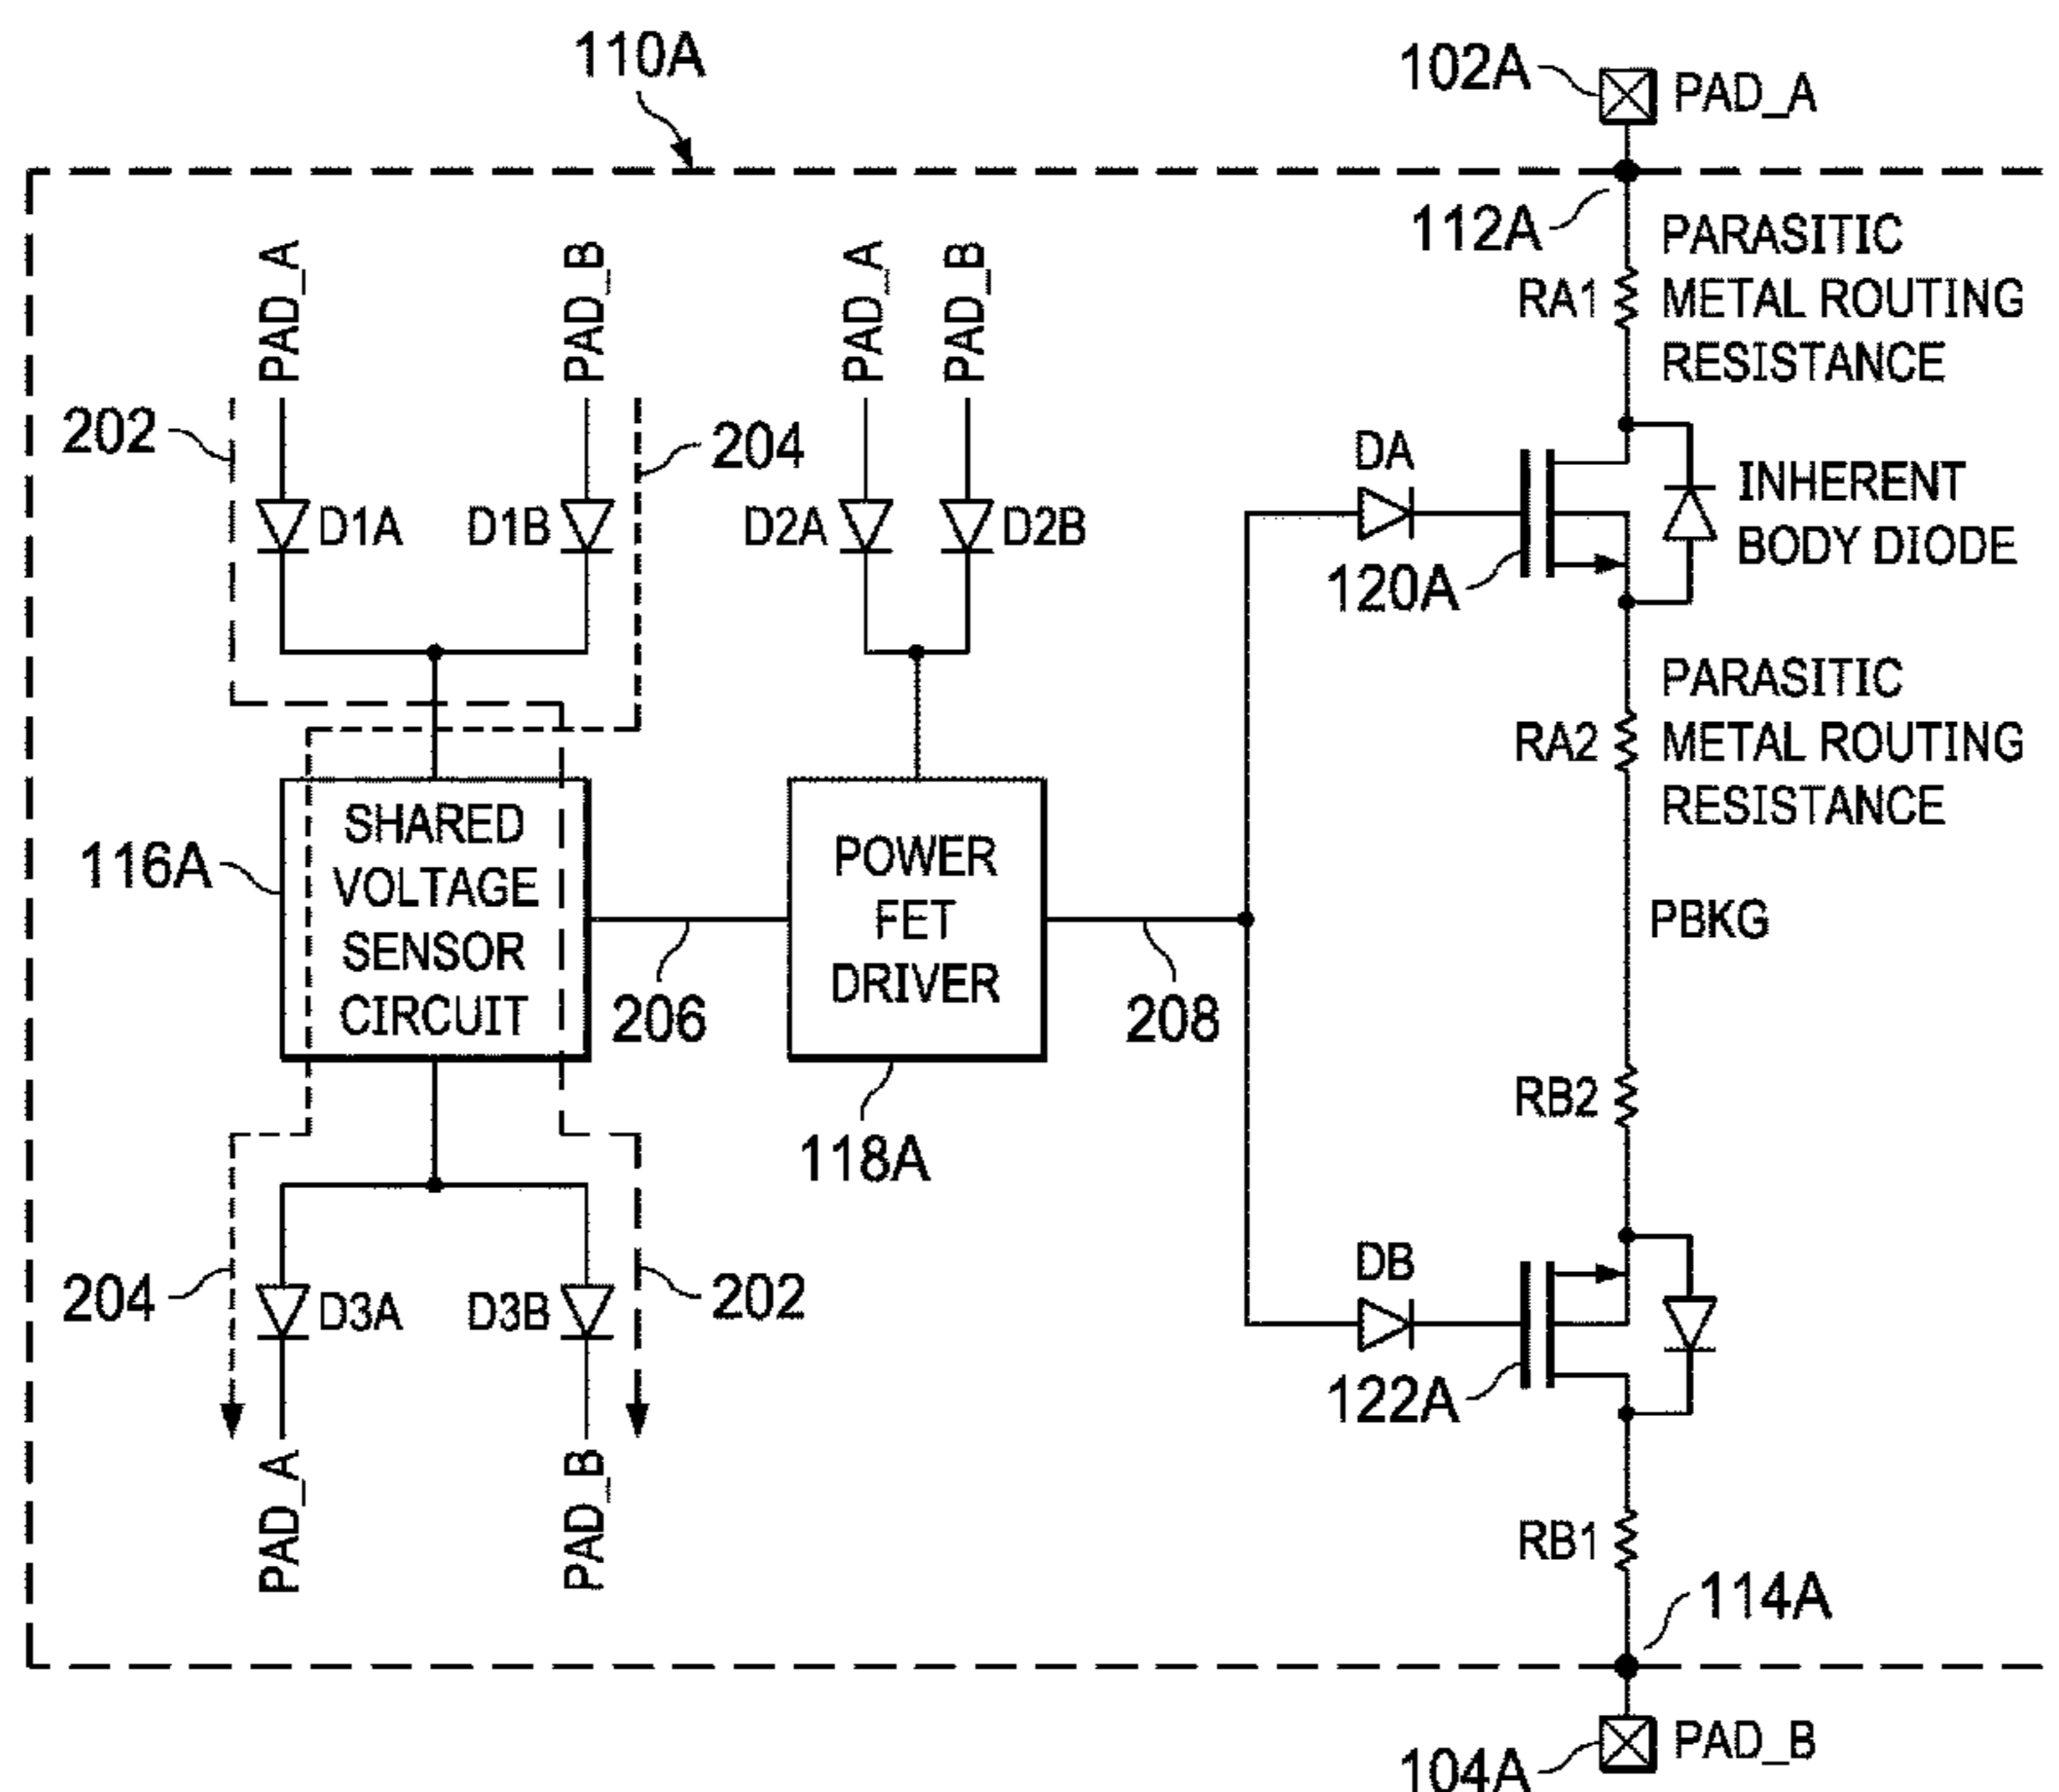 110A
102A
PAD_A
112A
PARASITIC
METAL ROUTING
RESISTANCE
RA1
PAD_A
PAD_B
PAD_A
PAD_B
202
204
D1A
D1B
D2A
D2B
DA
120A
INHERENT
BODY DIODE
PARASITIC
METAL ROUTING
RESISTANCE
RA2
116A
SHARED
VOLTAGE
SENSOR
CIRCUIT
206
POWER
FET
DRIVER
118A
208
PBKG
RB2
204
D3A
D3B
202
DB
122A
PAD_A
PAD_B
RB1
114A
104A
PAD_B